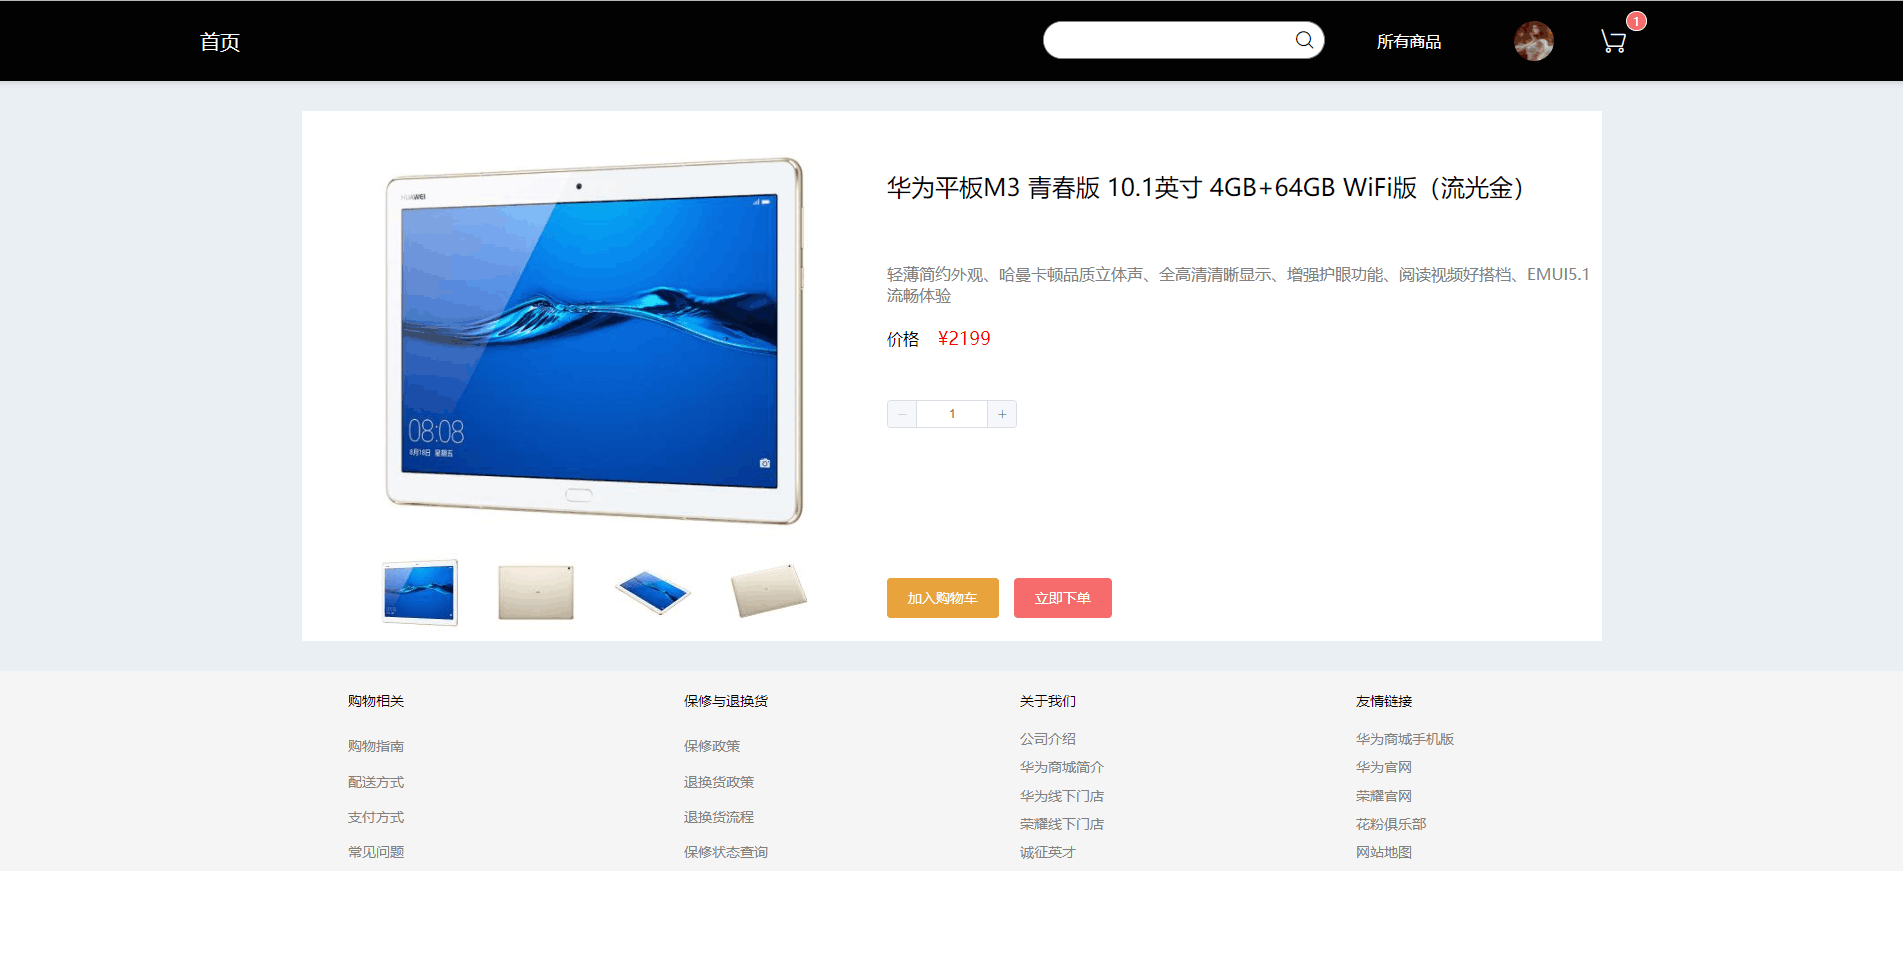 首页
所有商品
1
HUAWEI
08:08
8月18日 星期五
华为平板M3 青春版 10.1英寸 4GB+64GB WiFi版（流光金）
轻薄简约外观、哈曼卡顿品质立体声、全高清清晰显示、增强护眼功能、阅读视频好搭档、EMUI5.1
流畅体验
价格 ¥2199
− 1 +
加入购物车 立即下单
购物相关
购物指南
配送方式
支付方式
常见问题
保修与退换货
保修政策
退换货政策
退换货流程
保修状态查询
关于我们
公司介绍
华为商城简介
华为线下门店
荣耀线下门店
诚征英才
友情链接
华为商城手机版
华为官网
荣耀官网
花粉俱乐部
网站地图